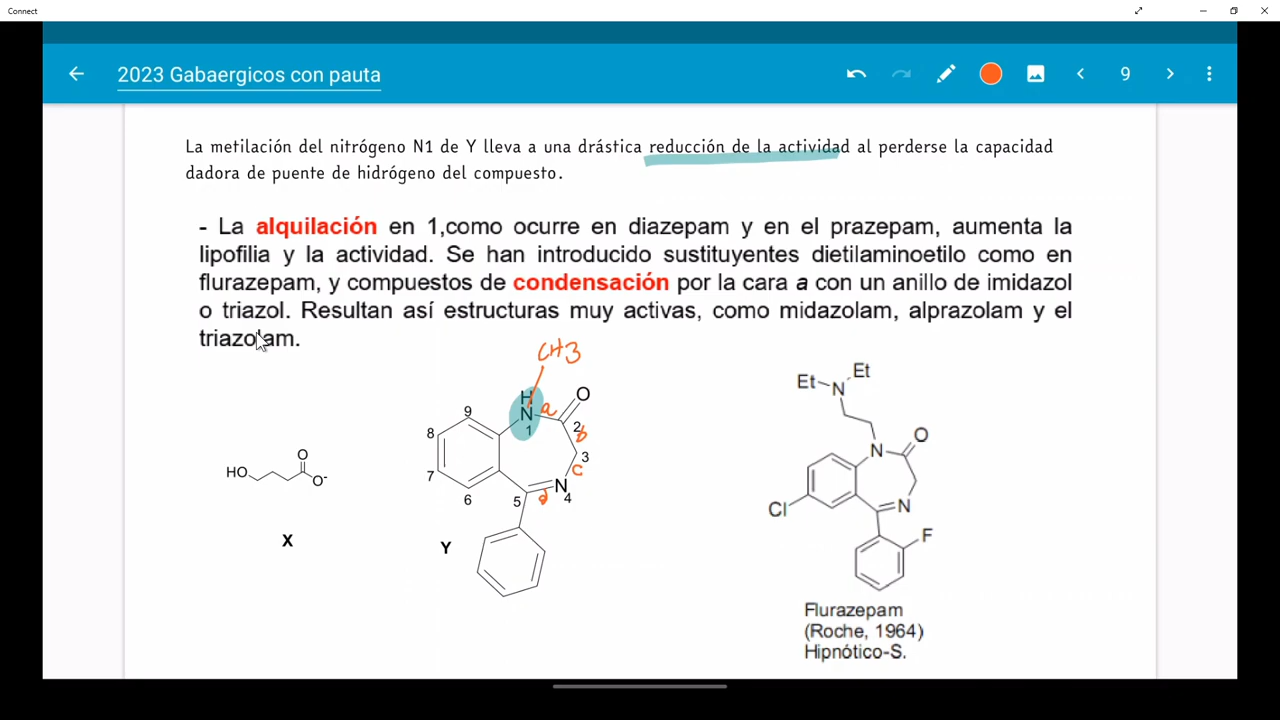 Connect
2023 Gabaergicos con pauta
9
La metilación del nitrógeno N1 de Y lleva a una drástica reducción de la actividad al perderse la capacidad
dadora de puente de hidrógeno del compuesto.
- La alquilación en 1,como ocurre en diazepam y en el prazepam, aumenta la
lipofilia y la actividad. Se han introducido sustituyentes dietilaminoetilo como en
flurazepam, y compuestos de condensación por la cara a con un anillo de imidazol
o triazol. Resultan así estructuras muy activas, como midazolam, alprazolam y el
triazolam.
HO
O
O-
X
CH3
H
N
1
a
O
2
b
3
c
N
4
d
5
6
7
8
9
Y
Et
N
Et
N
O
N
Cl
F
Flurazepam
(Roche, 1964)
Hipnótico-S.